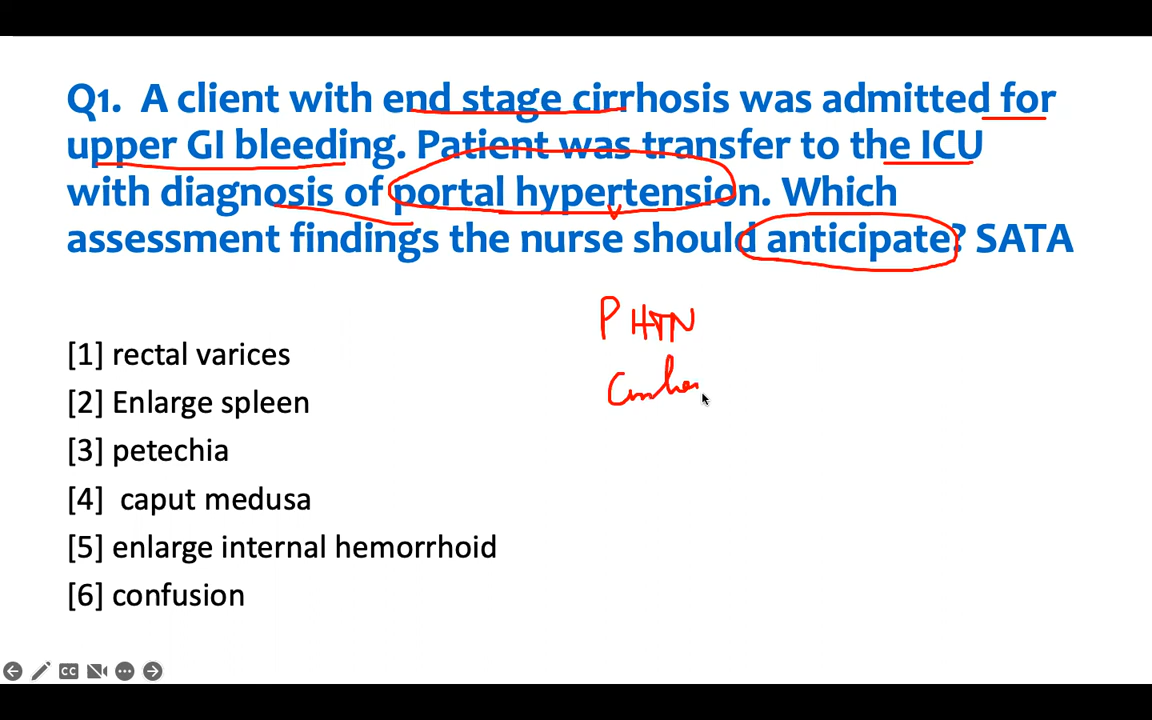 Q1. A client with end stage cirrhosis was admitted for
upper GI bleeding. Patient was transfer to the ICU
with diagnosis of portal hypertension. Which
assessment findings the nurse should anticipate? SATA
P HTN
[1] rectal varices
[2] Enlarge spleen
[3] petechia
[4] caput medusa
[5] enlarge internal hemorrhoid
[6] confusion
CC